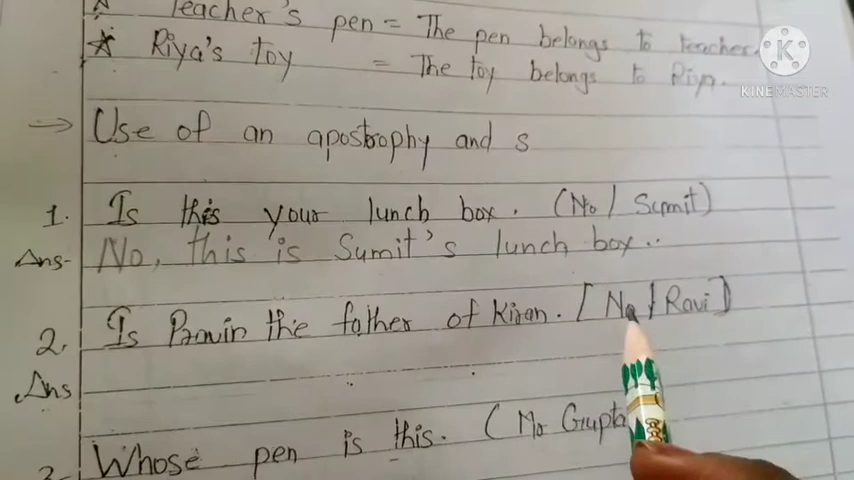 Teacher's pen = The pen belongs to teacher
* Riya's toy = The toy belongs to Riya.
KINEMASTER
→ Use of an apostrophy and s
1. Is this your lunch box. (No / Sumit)
Ans- No, this is Sumit's lunch box..
2. Is Pravin the father of Kiran. [No / Ravi]
Ans
3. Whose pen is this. (Mr Gupta